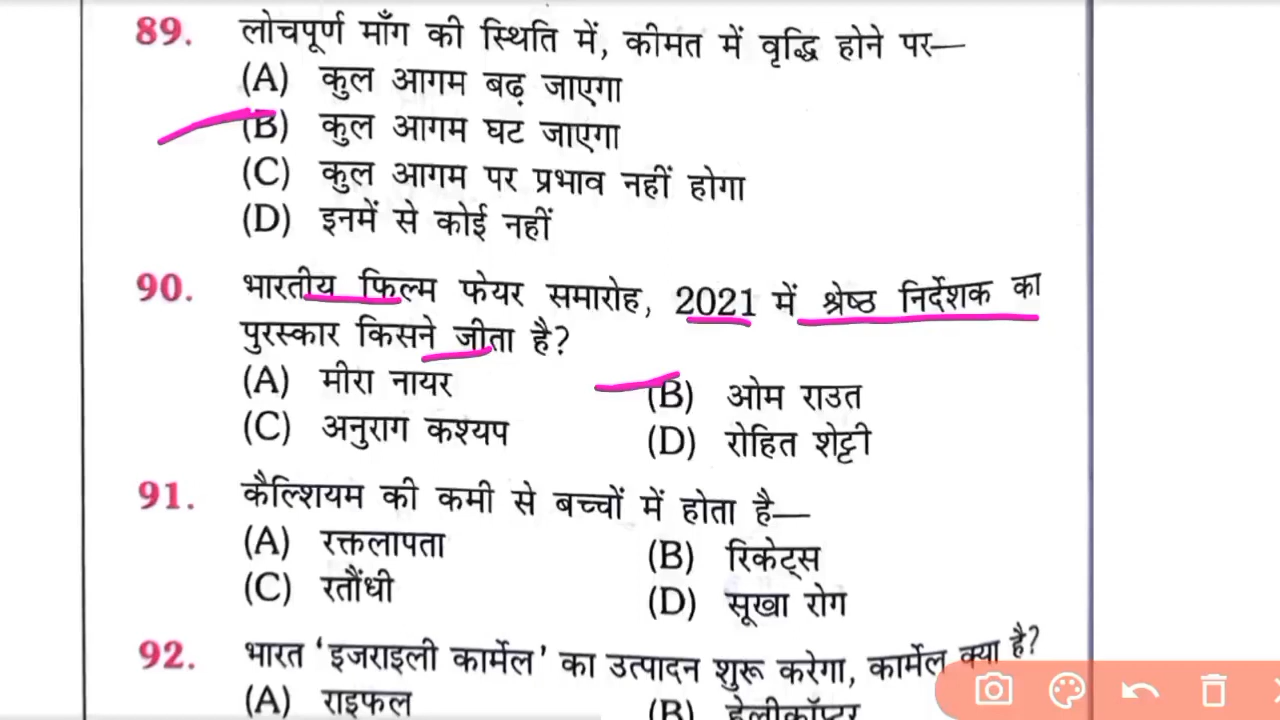 89. लोचपूर्ण माँग की स्थिति में, कीमत में वृद्धि होने पर—
(A) कुल आगम बढ़ जाएगा
(B) कुल आगम घट जाएगा
(C) कुल आगम पर प्रभाव नहीं होगा
(D) इनमें से कोई नहीं
90. भारतीय फिल्म फेयर समारोह, 2021 में श्रेष्ठ निर्देशक का
पुरस्कार किसने जीता है?
(A) मीरा नायर (B) ओम राउत
(C) अनुराग कश्यप (D) रोहित शेट्टी
91. कैल्शियम की कमी से बच्चों में होता है—
(A) रक्तलापता (B) रिकेट्स
(C) रतौंधी (D) सूखा रोग
92. भारत ‘इजराइली कार्मेल’ का उत्पादन शुरू करेगा, कार्मेल क्या है?
(A) राइफल (B) हेलीकॉप्टर